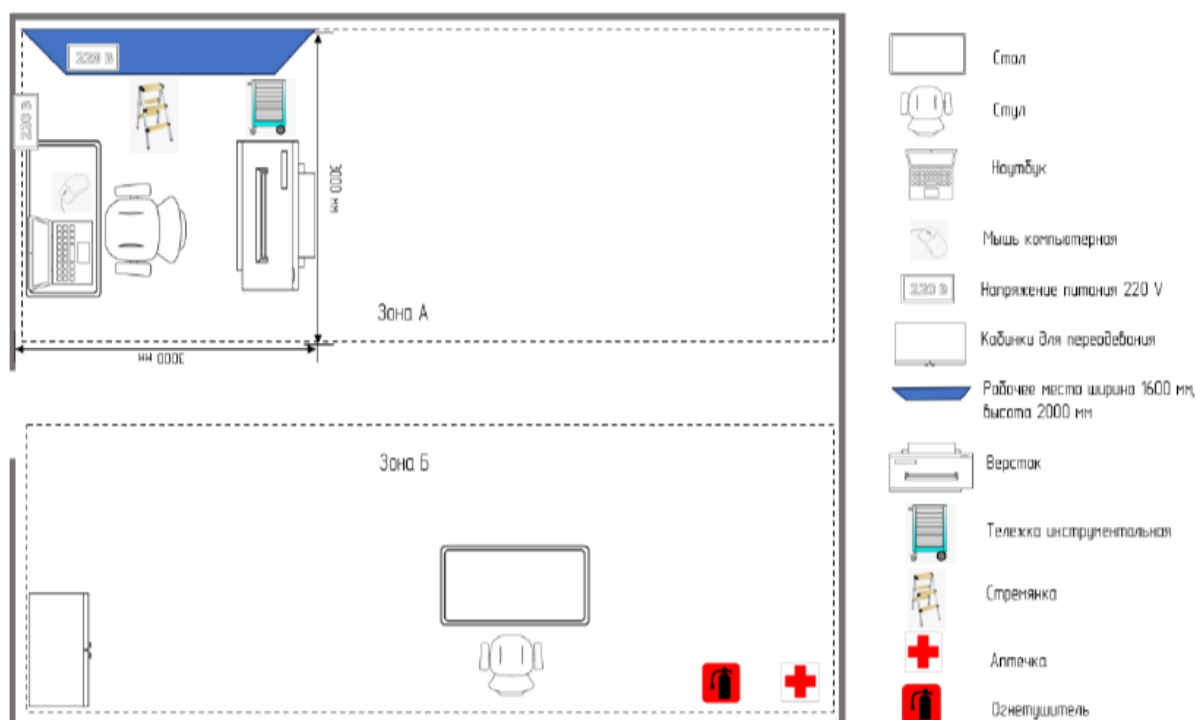 220 В
220 В
3000 мм
Зона А
3000 мм
Зона Б
Стол
Стул
Ноутбук
Мышь компьютерная
220 В
Напряжение питания 220 V
Кабинки для переодевания
Рабочее место ширина 1600 мм,
высота 2000 мм
Верстак
Тележка инструментальная
Стремянка
Аптечка
Огнетушитель